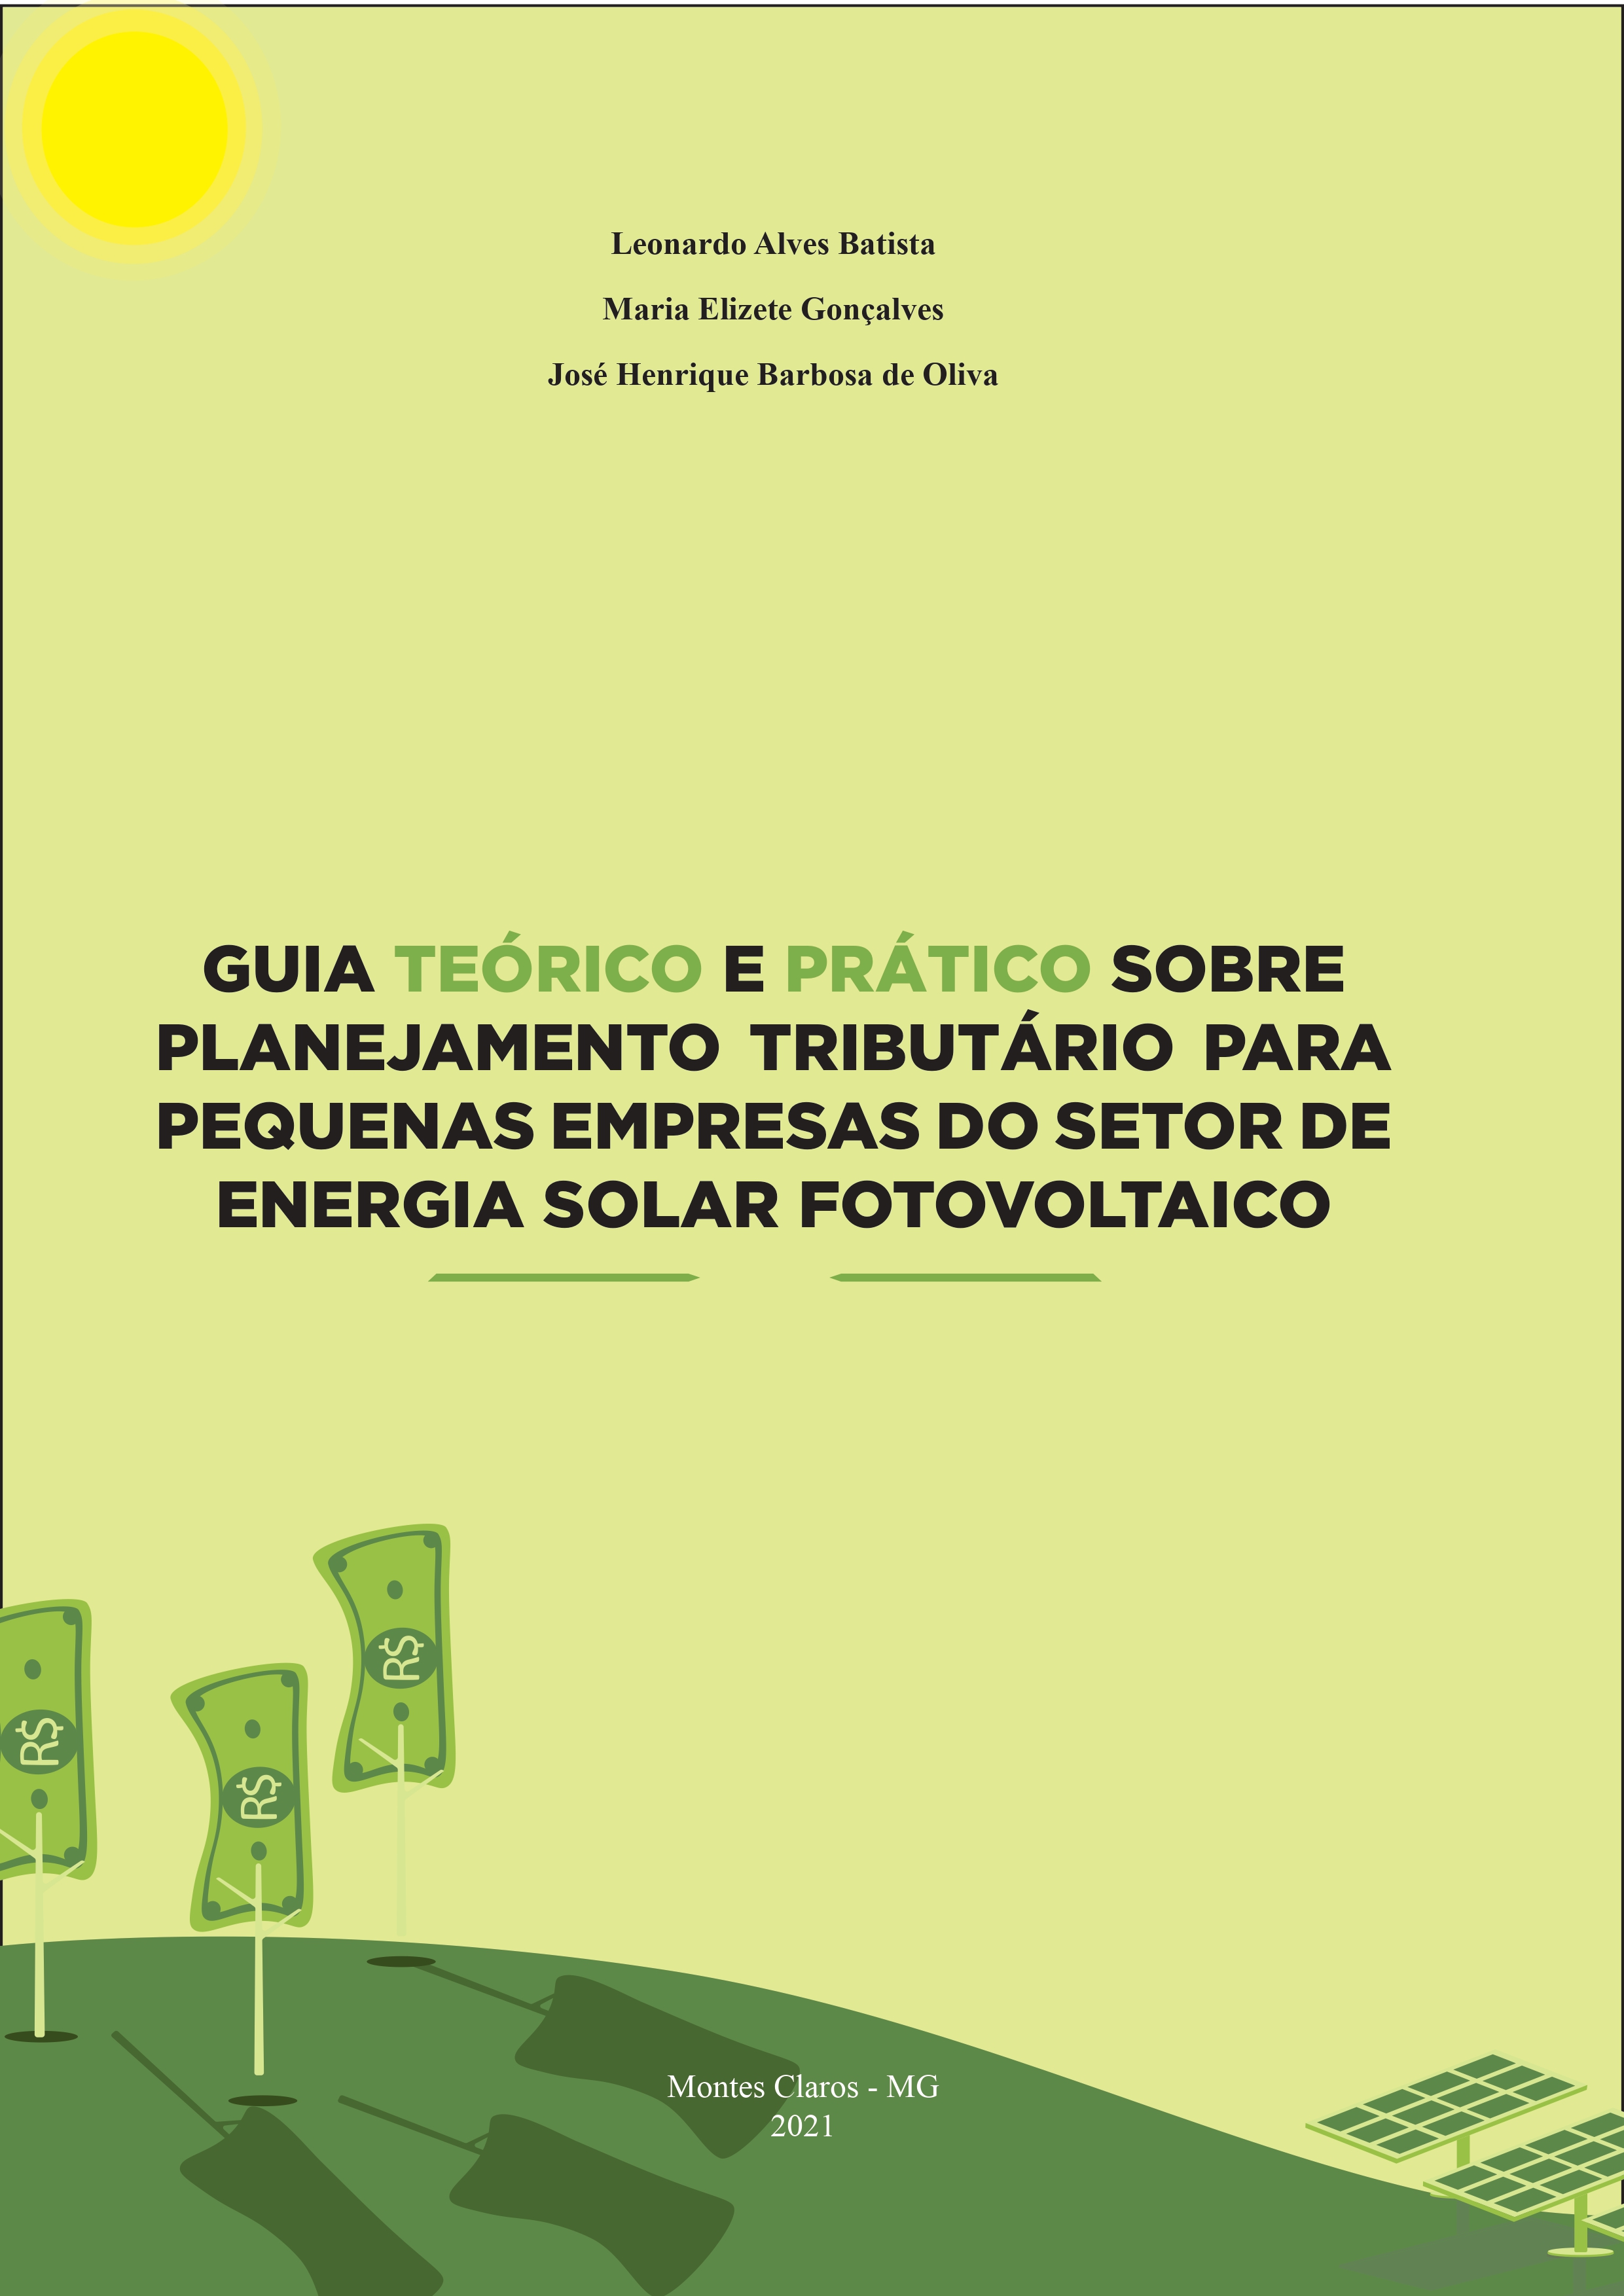 Leonardo Alves Batista
Maria Elizete Gonçalves
José Henrique Barbosa de Oliva
GUIA TEÓRICO E PRÁTICO SOBRE
PLANEJAMENTO TRIBUTÁRIO PARA
PEQUENAS EMPRESAS DO SETOR DE
ENERGIA SOLAR FOTOVOLTAICO
R$
R$
R$
Montes Claros - MG
2021